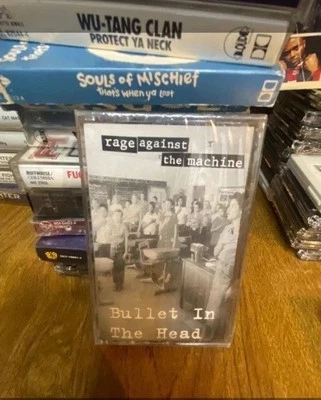 WU-TANG CLAN
PROTECT YA NECK
SOULS OF MISCHIEF
That's when ya lost
rage against
the machine
Bullet In
The Head